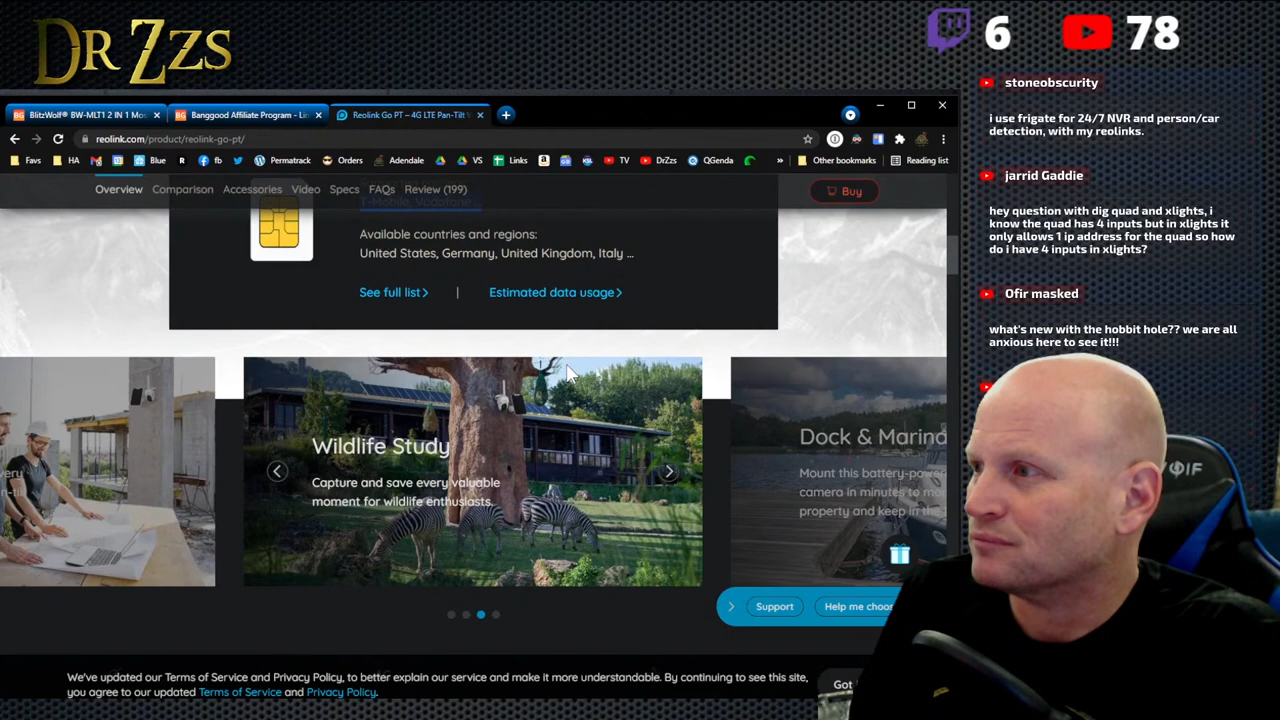 DR ZZS
6
78
BlitzWolf® BW-MLT1 2 IN 1 Mos
Banggood Affiliate Program - Lin
Reolink Go PT – 4G LTE Pan-Tilt
reolink.com/product/reolink-go-pt/
Favs
HA
Blue
R
fb
Permatrack
Orders
Adendale
VS
Links
TV
DrZzs
QGenda
Other bookmarks
Reading list
Overview
Comparison
Accessories
Video
Specs
FAQs
Review (199)
Buy
T-Mobile, Vodafone ...
Available countries and regions:
United States, Germany, United Kingdom, Italy ...
See full list>
|
Estimated data usage>
Wildlife Study
Capture and save every valuable
moment for wildlife enthusiasts.
Dock & Marina
Mount this battery-powe
camera in minutes to mo
property and keep in the
Support
Help me choos
We've updated our Terms of Service and Privacy Policy, to better explain our service and make it more understandable. By continuing to see this site,
you agree to our updated Terms of Service and Privacy Policy.
Got
stoneobscurity
i use frigate for 24/7 NVR and person/car
detection, with my reolinks.
jarrid Gaddie
hey question with dig quad and xlights, i
know the quad has 4 inputs but in xlights it
only allows 1 ip address for the quad so how
do i have 4 inputs in xlights?
Ofir masked
what's new with the hobbit hole?? we are all
anxious here to see it!!!